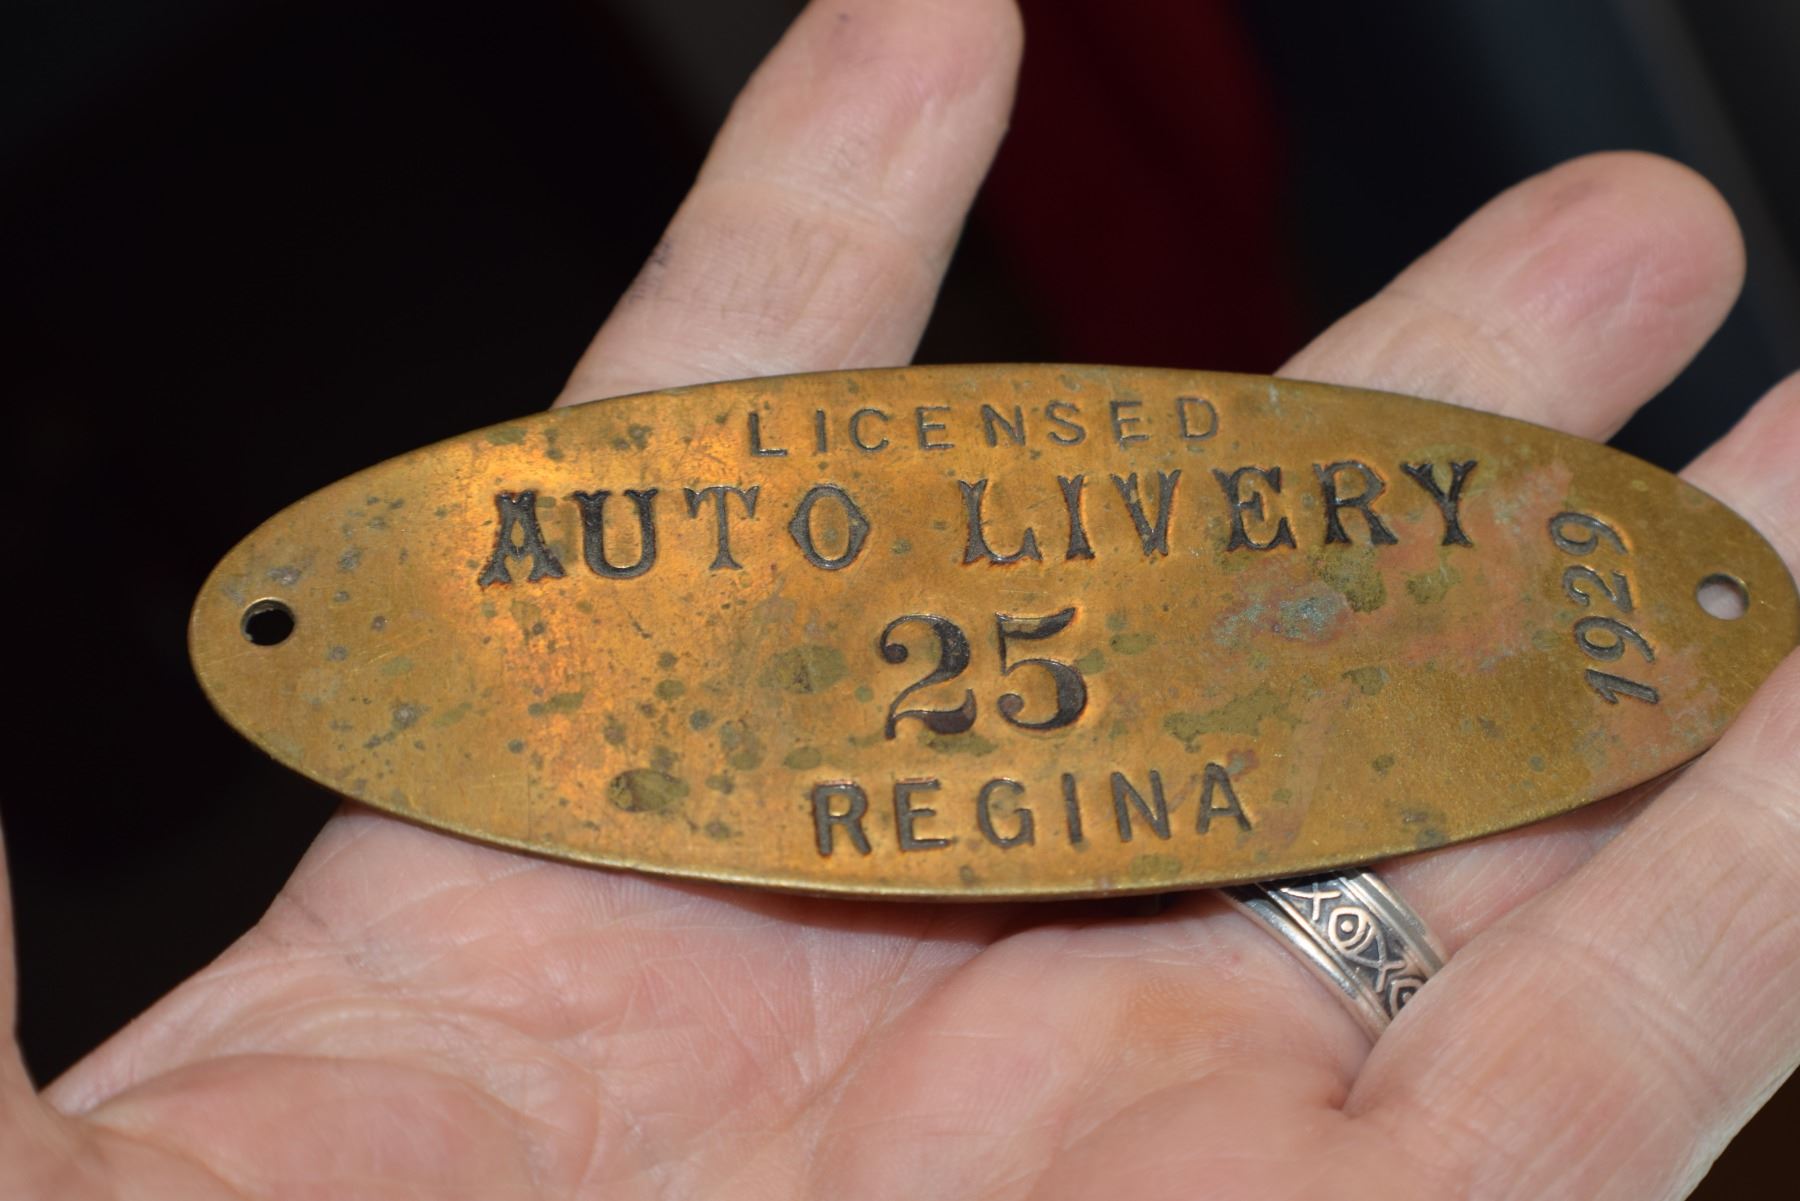 LICENSED
AUTO LIVERY
25
REGINA
1929